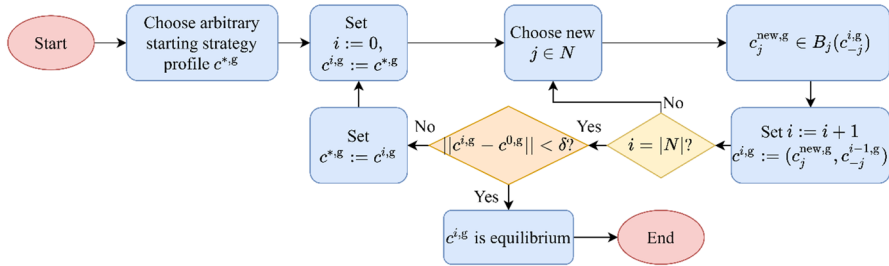 Start
Choose arbitrary
starting strategy
profile c^{*,g}
Set
i := 0,
c^{i,g} := c^{*,g}
Choose new
j ∈ N
c_j^{new,g} ∈ B_j(c_{-j}^{i,g})
Set i := i + 1
c^{i,g} := (c_j^{new,g}, c_{-j}^{i-1,g})
i = |N|?
No
Yes
||c^{i,g} − c^{0,g}|| < δ?
No
Set
c^{*,g} := c^{i,g}
Yes
c^{i,g} is equilibrium
End